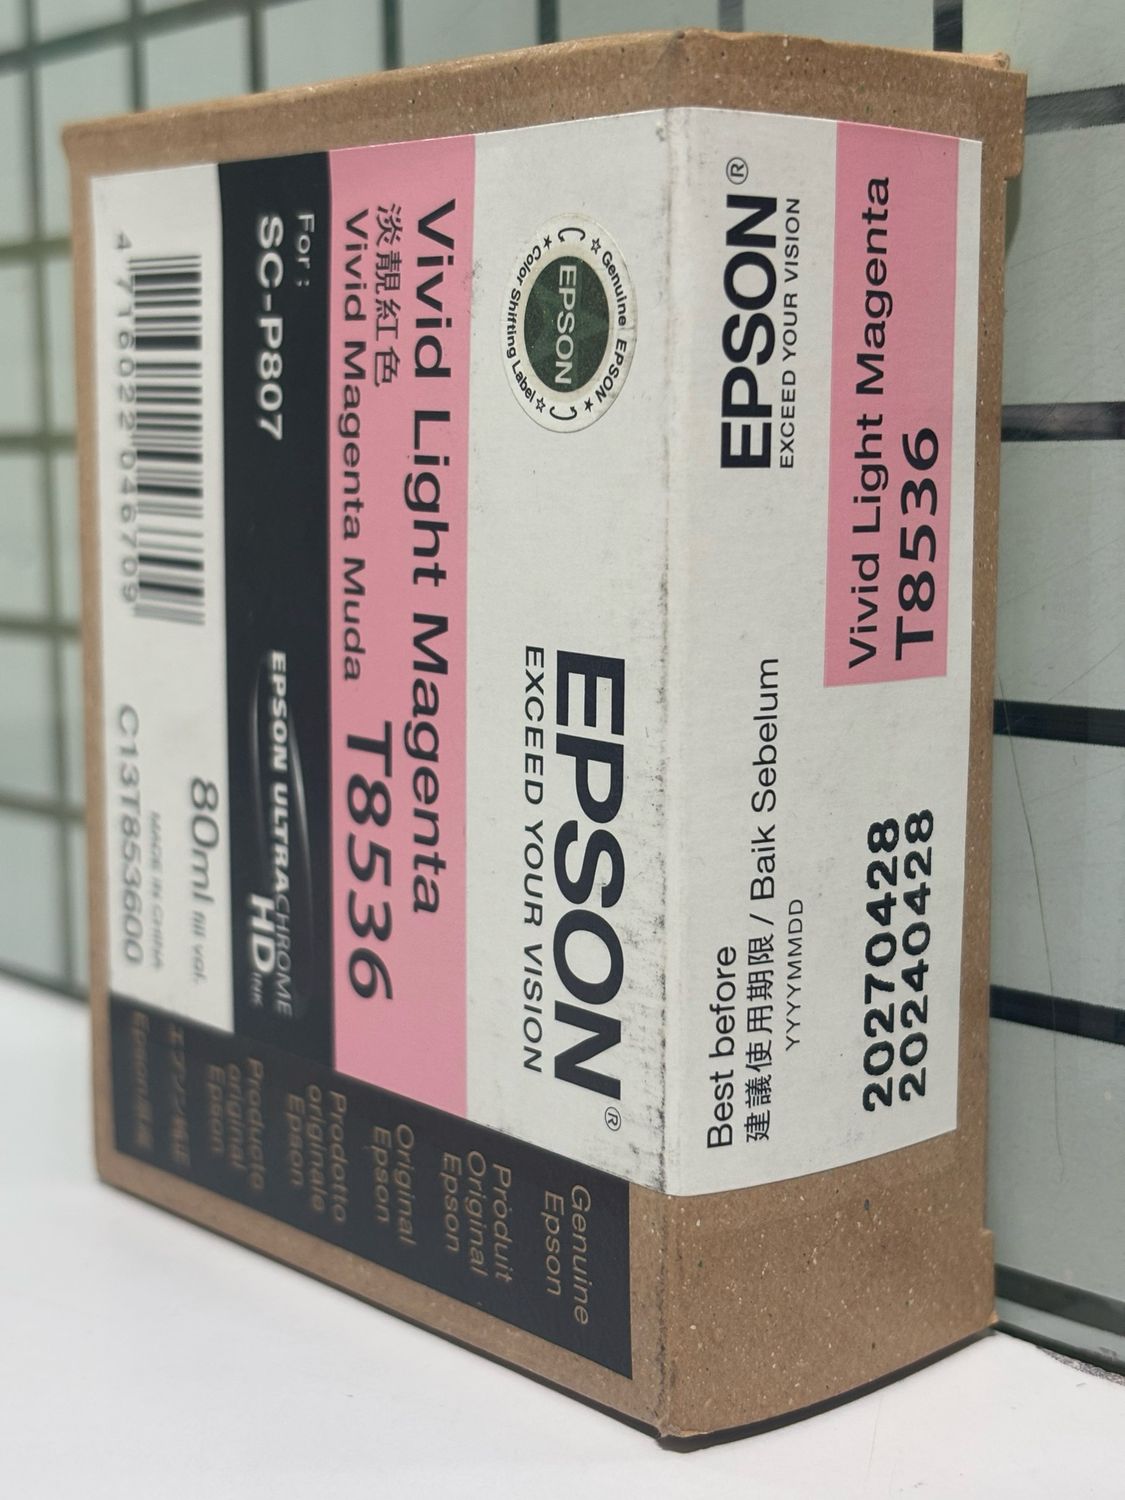 EPSON®
EXCEED YOUR VISION
Vivid Light Magenta
T8536
Best before
建議使用期限 / Baik Sebelum
YYYYMMDD
20270428
20240428
EPSON®
EXCEED YOUR VISION
☆ Genuine EPSON ★
EPSON
★ Color Shifting Label ☆
Vivid Light Magenta
淡靚紅色
Vivid Magenta Muda
T8536
For:
SC-P807
EPSON ULTRACHROME
HD INK
4 716022 046709
80ml fill vol.
MADE IN CHINA
C13T853600
Genuine
Epson
Produit
Original
Epson
Original
Epson
Prodotto
originale
Epson
Producto
original
Epson